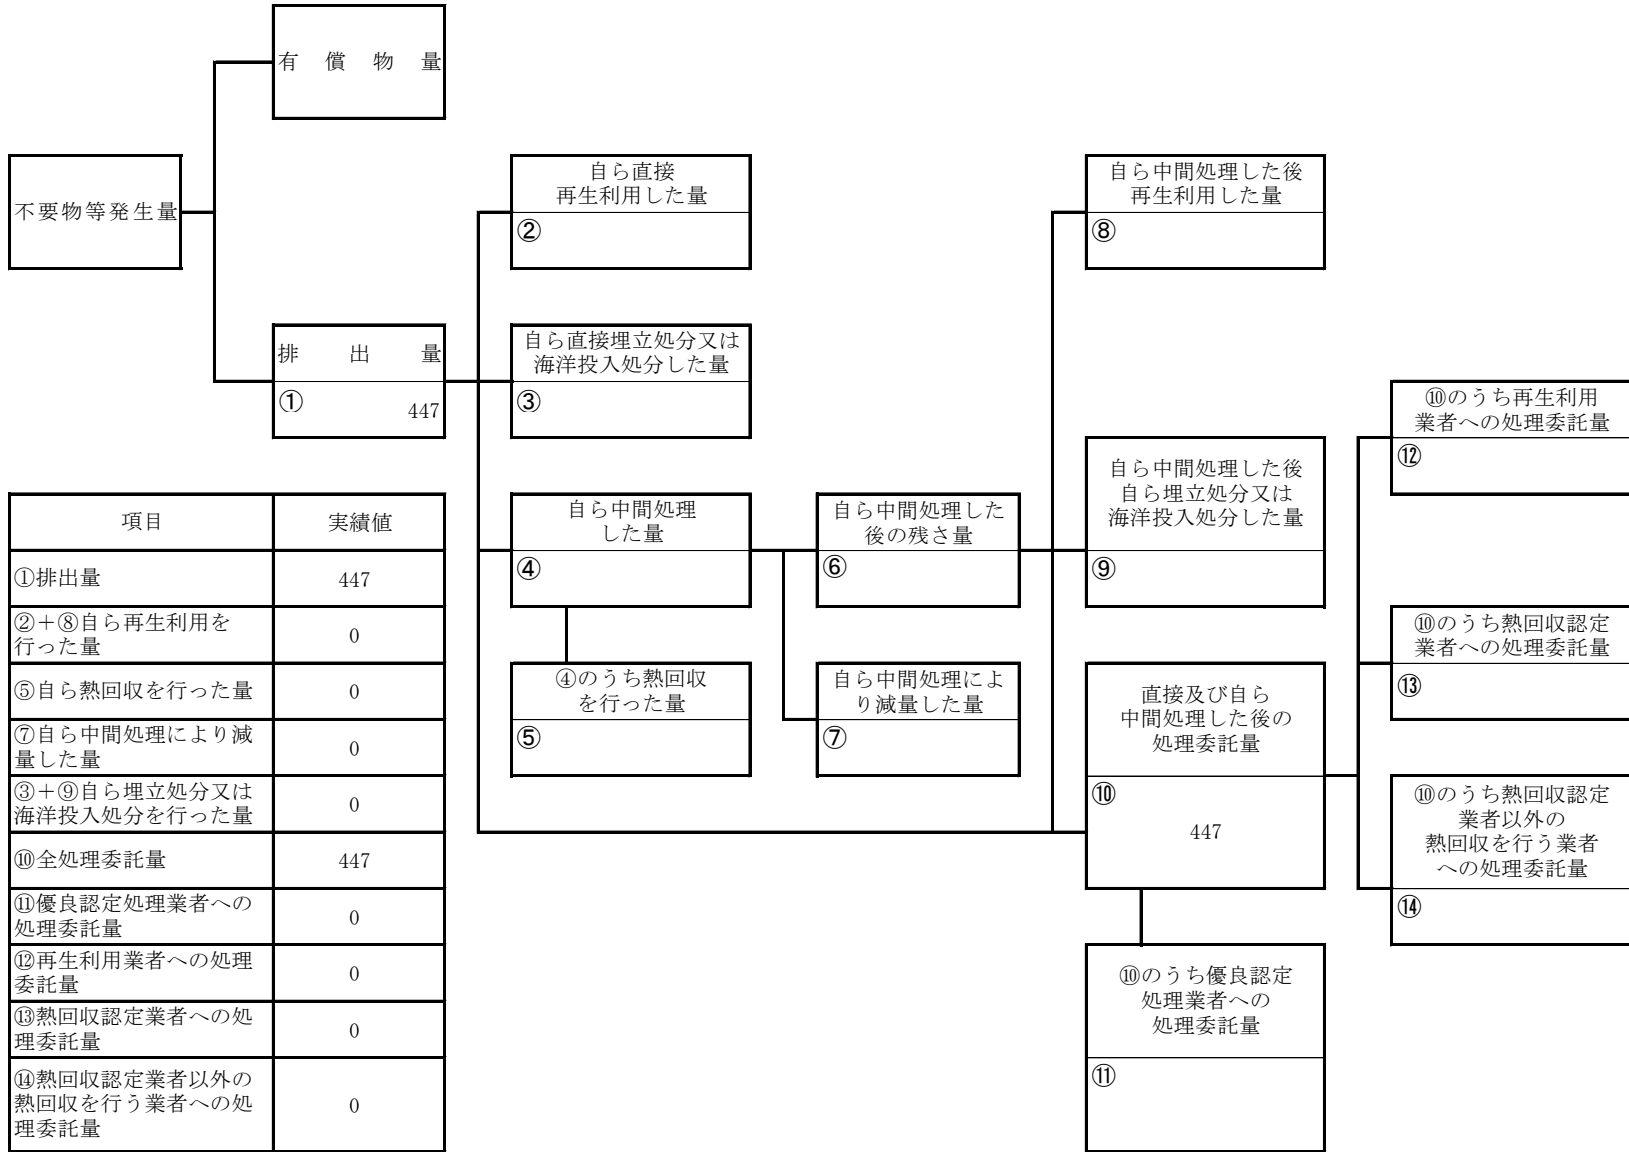 有償物量
不要物等発生量
排出量
①
447
自ら直接
再生利用した量
②
自ら直接埋立処分又は
海洋投入処分した量
③
自ら中間処理
した量
④
④のうち熱回収
を行った量
⑤
自ら中間処理した
後の残さ量
⑥
自ら中間処理によ
り減量した量
⑦
自ら中間処理した後
再生利用した量
⑧
自ら中間処理した後
自ら埋立処分又は
海洋投入処分した量
⑨
直接及び自ら
中間処理した後の
処理委託量
⑩
447
⑩のうち優良認定
処理業者への
処理委託量
⑪
⑩のうち再生利用
業者への処理委託量
⑫
⑩のうち熱回収認定
業者への処理委託量
⑬
⑩のうち熱回収認定
業者以外の
熱回収を行う業者
への処理委託量
⑭
項目 実績値
①排出量 447
②＋⑧自ら再生利用を
行った量 0
⑤自ら熱回収を行った量 0
⑦自ら中間処理により減
量した量 0
③＋⑨自ら埋立処分又は
海洋投入処分を行った量 0
⑩全処理委託量 447
⑪優良認定処理業者への
処理委託量 0
⑫再生利用業者への処理
委託量 0
⑬熱回収認定業者への処
理委託量 0
⑭熱回収認定業者以外の
熱回収を行う業者への処
理委託量 0